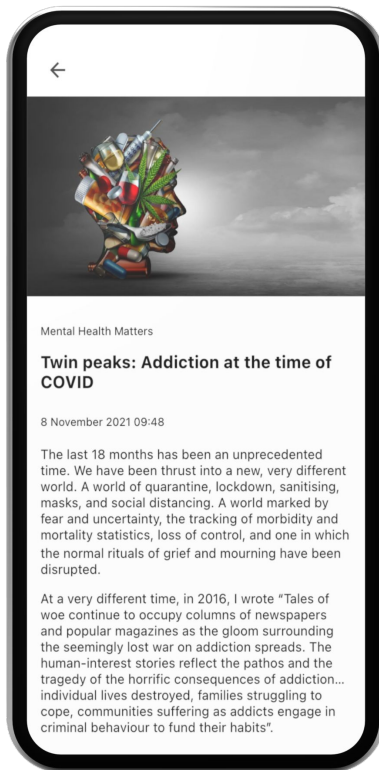 Mental Health Matters
Twin peaks: Addiction at the time of
COVID
8 November 2021 09:48
The last 18 months has been an unprecedented
time. We have been thrust into a new, very different
world. A world of quarantine, lockdown, sanitising,
masks, and social distancing. A world marked by
fear and uncertainty, the tracking of morbidity and
mortality statistics, loss of control, and one in which
the normal rituals of grief and mourning have been
disrupted.
At a very different time, in 2016, I wrote “Tales of
woe continue to occupy columns of newspapers
and popular magazines as the gloom surrounding
the seemingly lost war on addiction spreads. The
human-interest stories reflect the pathos and the
tragedy of the horrific consequences of addiction...
individual lives destroyed, families struggling to
cope, communities suffering as addicts engage in
criminal behaviour to fund their habits”.